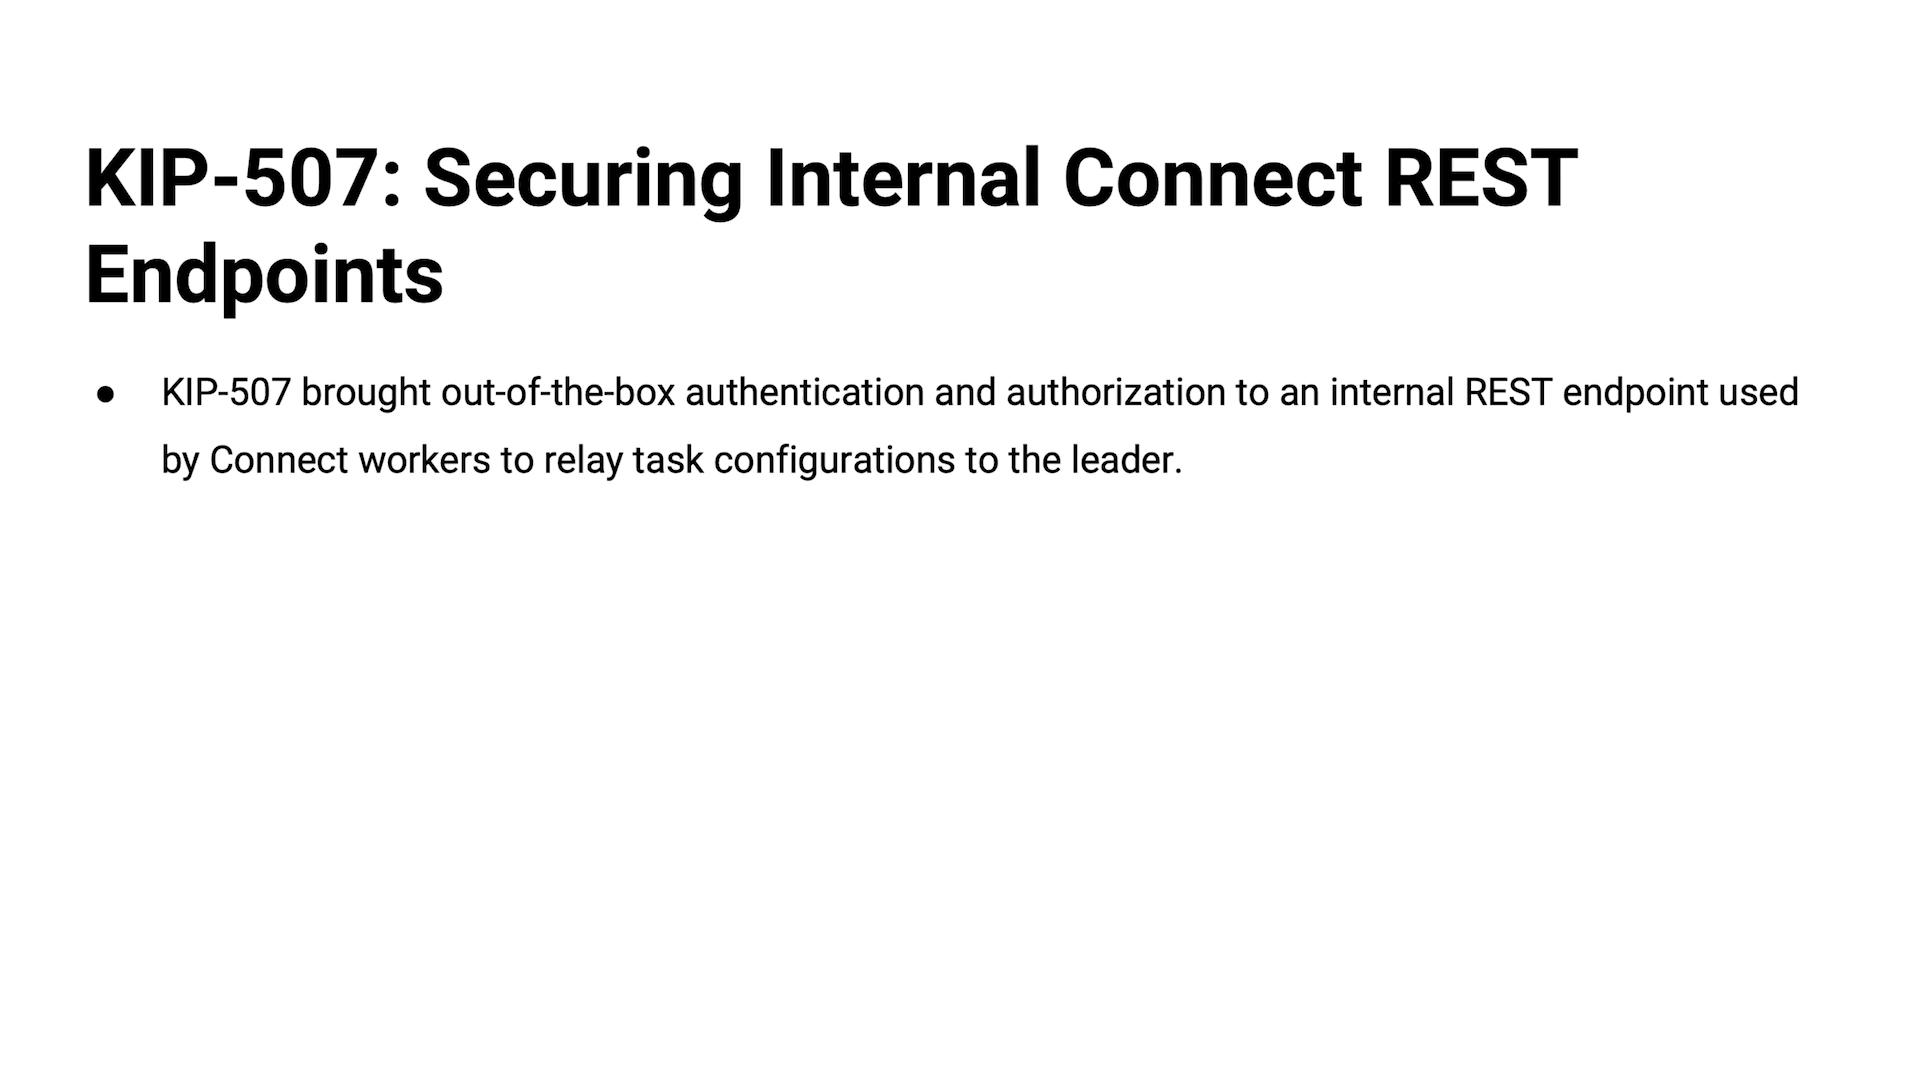 KIP-507: Securing Internal Connect REST
Endpoints
● KIP-507 brought out-of-the-box authentication and authorization to an internal REST endpoint used
by Connect workers to relay task configurations to the leader.